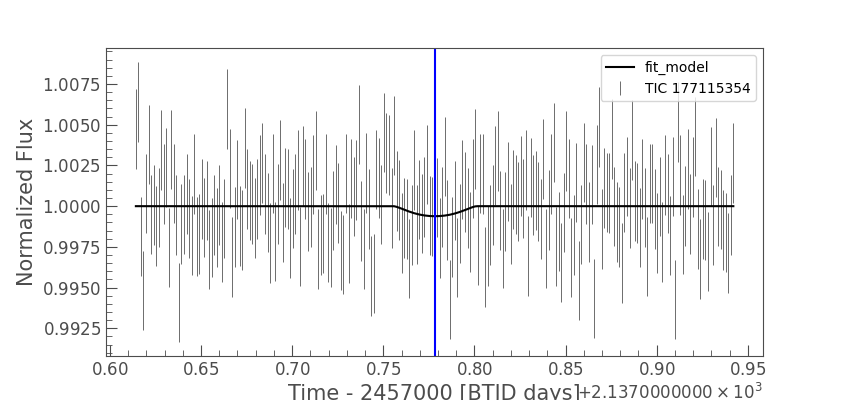 fit_model
TIC 177115354
1.0075
1.0050
1.0025
1.0000
0.9975
0.9950
0.9925
Normalized Flux
0.60 0.65 0.70 0.75 0.80 0.85 0.90 0.95
Time - 2457000 [BTJD days]
+2.1370000000 × 10³